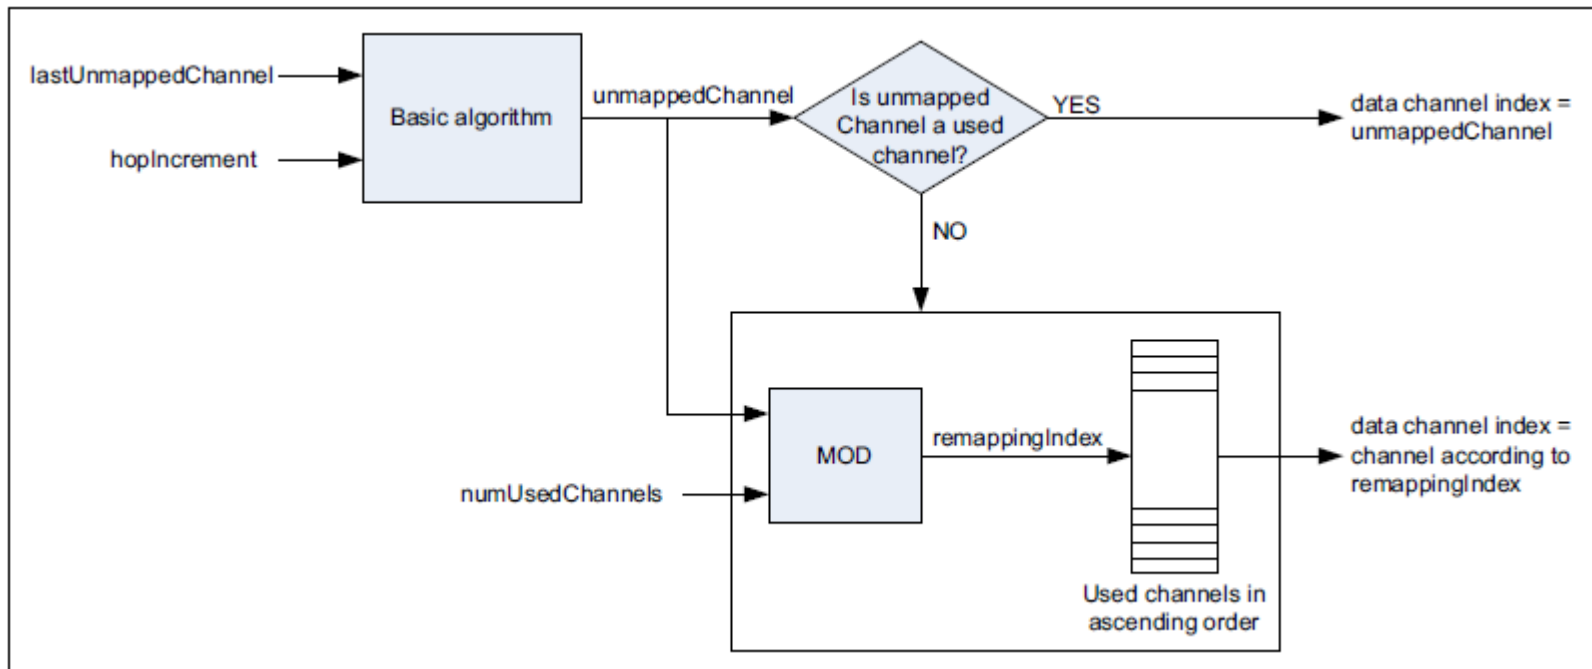 lastUnmappedChannel
hopIncrement
Basic algorithm
unmappedChannel
Is unmapped
Channel a used
channel?
YES
data channel index =
unmappedChannel
NO
numUsedChannels
MOD
remappingIndex
Used channels in
ascending order
data channel index =
channel according to
remappingIndex